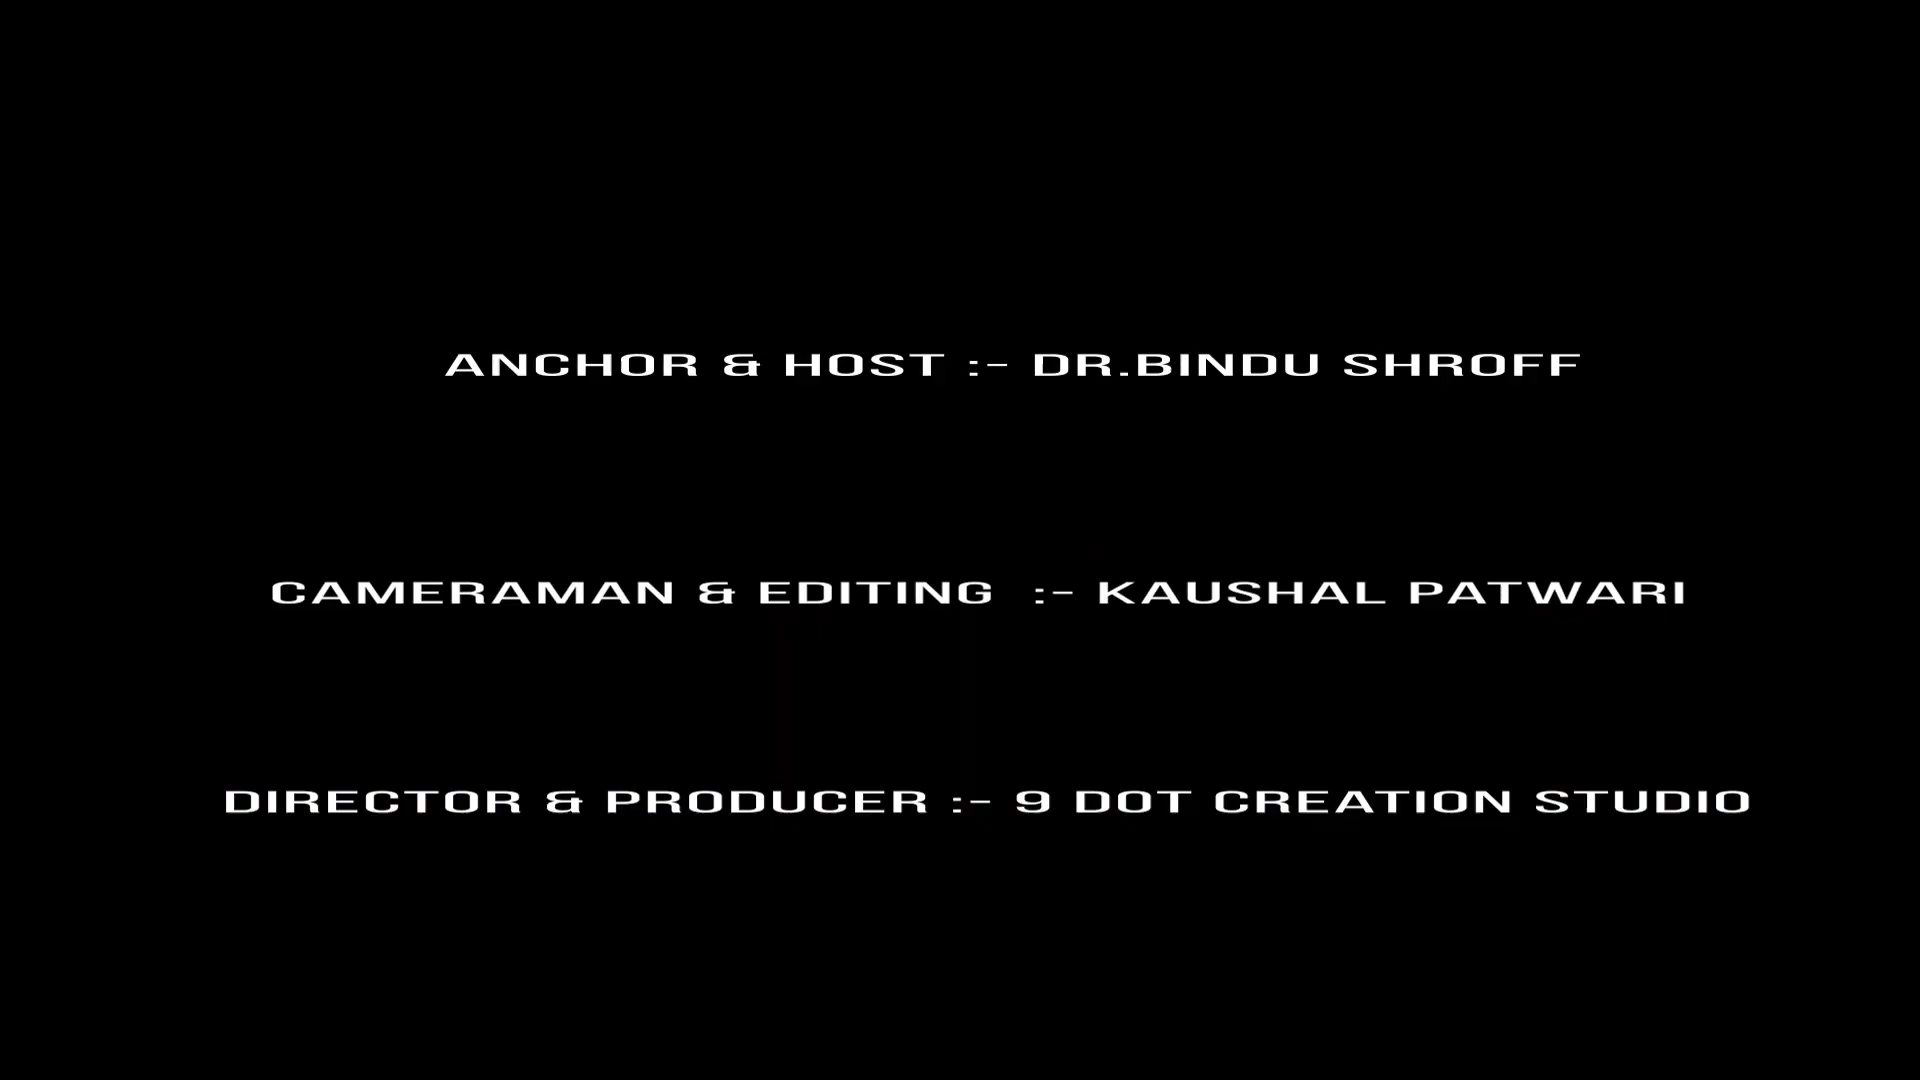 ANCHOR & HOST :- DR.BINDU SHROFF
CAMERAMAN & EDITING :- KAUSHAL PATWARI
DIRECTOR & PRODUCER :- 9 DOT CREATION STUDIO